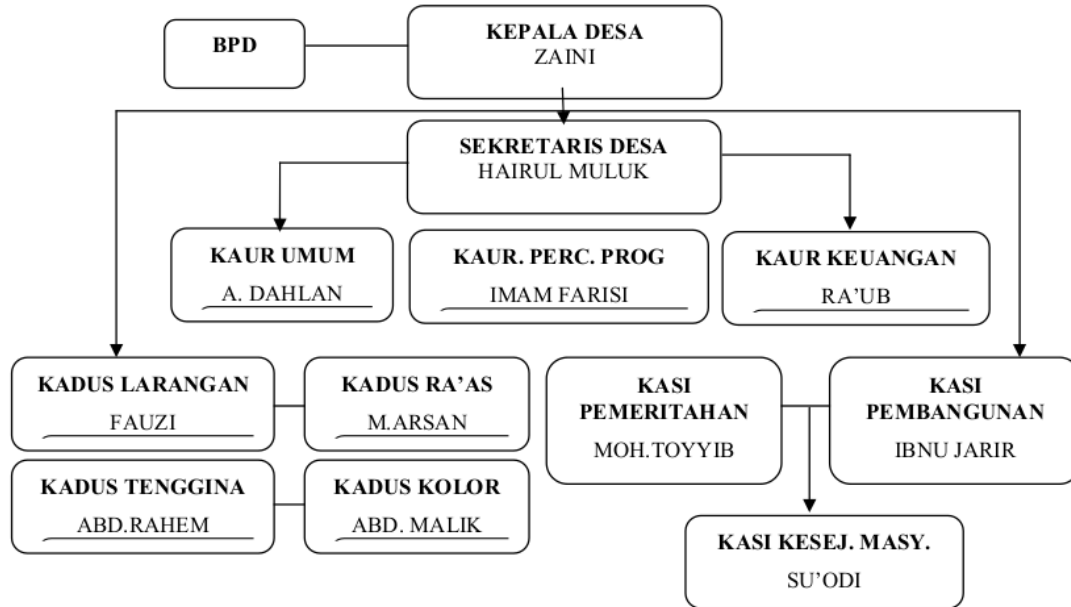 BPD
KEPALA DESA
ZAINI
SEKRETARIS DESA
HAIRUL MULUK
KAUR UMUM
A. DAHLAN
KAUR. PERC. PROG
IMAM FARISI
KAUR KEUANGAN
RA’UB
KADUS LARANGAN
FAUZI
KADUS RA’AS
M.ARSAN
KASI
PEMERITAHAN
MOH.TOYYIB
KASI
PEMBANGUNAN
IBNU JARIR
KADUS TENGGINA
ABD.RAHEM
KADUS KOLOR
ABD. MALIK
KASI KESEJ. MASY.
SU’ODI